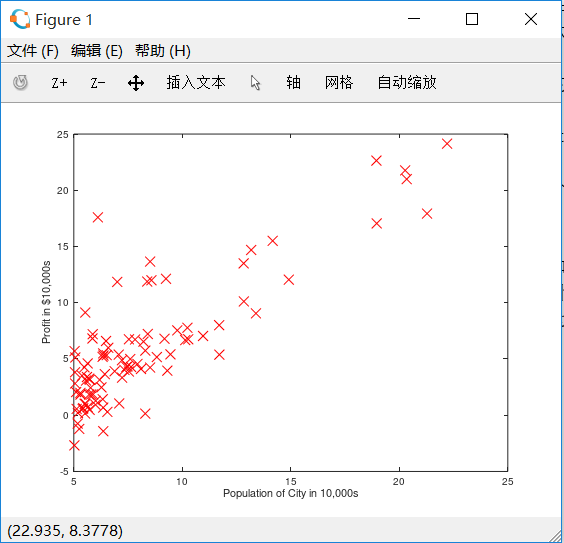 Figure 1
文件 (F) 编辑 (E) 帮助 (H)
Z+ Z- 插入文本 轴 网格 自动缩放
25
20
15
10
5
0
-5
Profit in $10,000s
5 10 15 20 25
Population of City in 10,000s
(22.935, 8.3778)